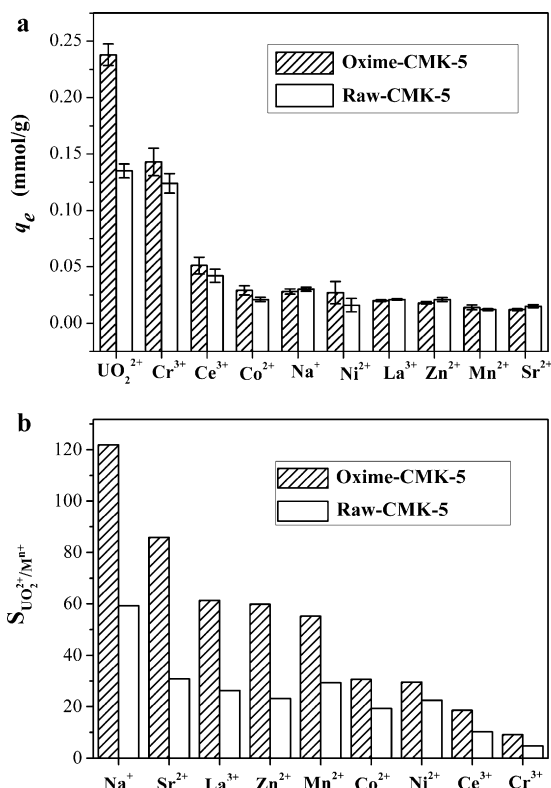 a
0.25
0.20
0.15
0.10
0.05
0.00
qe (mmol/g)
Oxime-CMK-5
Raw-CMK-5
UO₂²⁺ Cr³⁺ Ce³⁺ Co²⁺ Na⁺ Ni²⁺ La³⁺ Zn²⁺ Mn²⁺ Sr²⁺
b
120
100
80
60
40
20
0
S UO₂²⁺/Mⁿ⁺
Oxime-CMK-5
Raw-CMK-5
Na⁺ Sr²⁺ La³⁺ Zn²⁺ Mn²⁺ Co²⁺ Ni²⁺ Ce³⁺ Cr³⁺